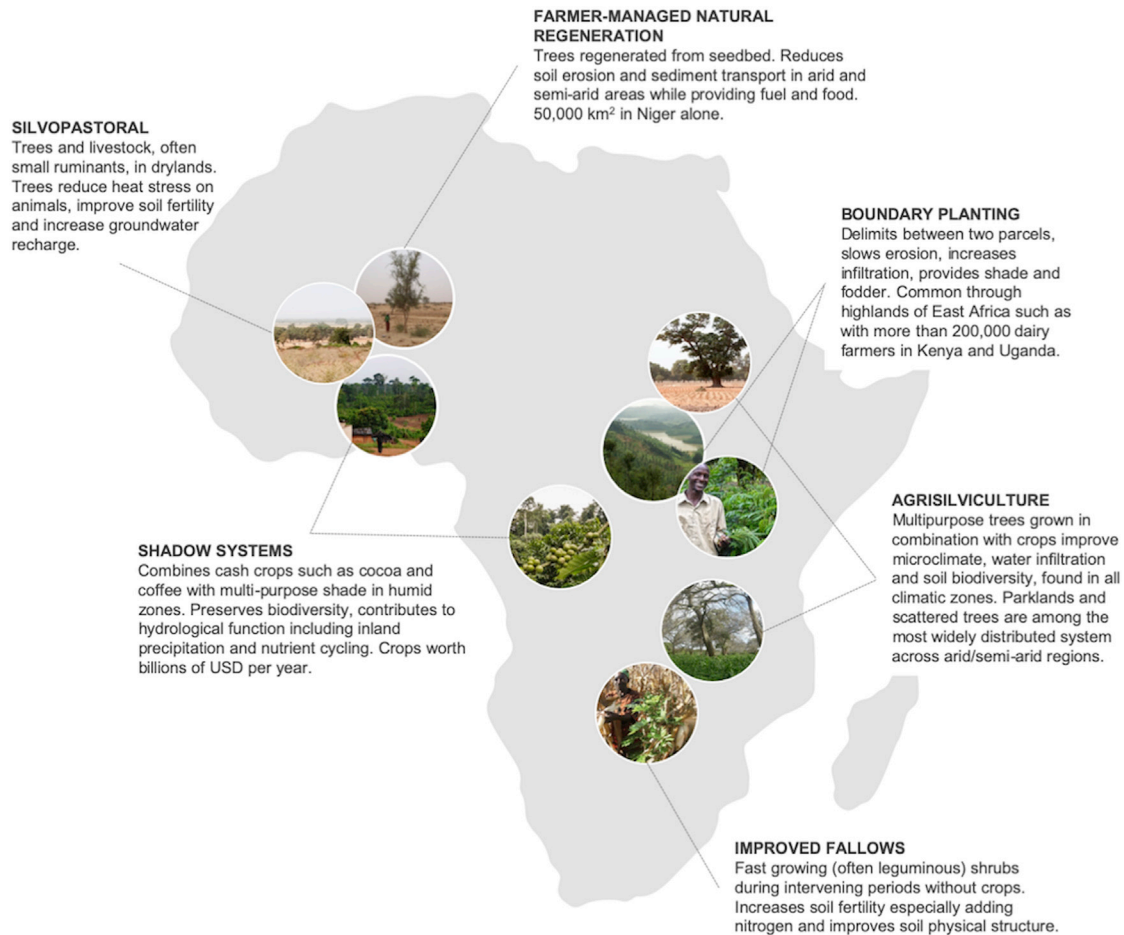 FARMER-MANAGED NATURAL
REGENERATION
Trees regenerated from seedbed. Reduces
soil erosion and sediment transport in arid and
semi-arid areas while providing fuel and food.
50,000 km² in Niger alone.
SILVOPASTORAL
Trees and livestock, often
small ruminants, in drylands.
Trees reduce heat stress on
animals, improve soil fertility
and increase groundwater
recharge.
BOUNDARY PLANTING
Delimits between two parcels,
slows erosion, increases
infiltration, provides shade and
fodder. Common through
highlands of East Africa such as
with more than 200,000 dairy
farmers in Kenya and Uganda.
AGRISILVICULTURE
Multipurpose trees grown in
combination with crops improve
microclimate, water infiltration
and soil biodiversity, found in all
climatic zones. Parklands and
scattered trees are among the
most widely distributed system
across arid/semi-arid regions.
SHADOW SYSTEMS
Combines cash crops such as cocoa and
coffee with multi-purpose shade in humid
zones. Preserves biodiversity, contributes to
hydrological function including inland
precipitation and nutrient cycling. Crops worth
billions of USD per year.
IMPROVED FALLOWS
Fast growing (often leguminous) shrubs
during intervening periods without crops.
Increases soil fertility especially adding
nitrogen and improves soil physical structure.